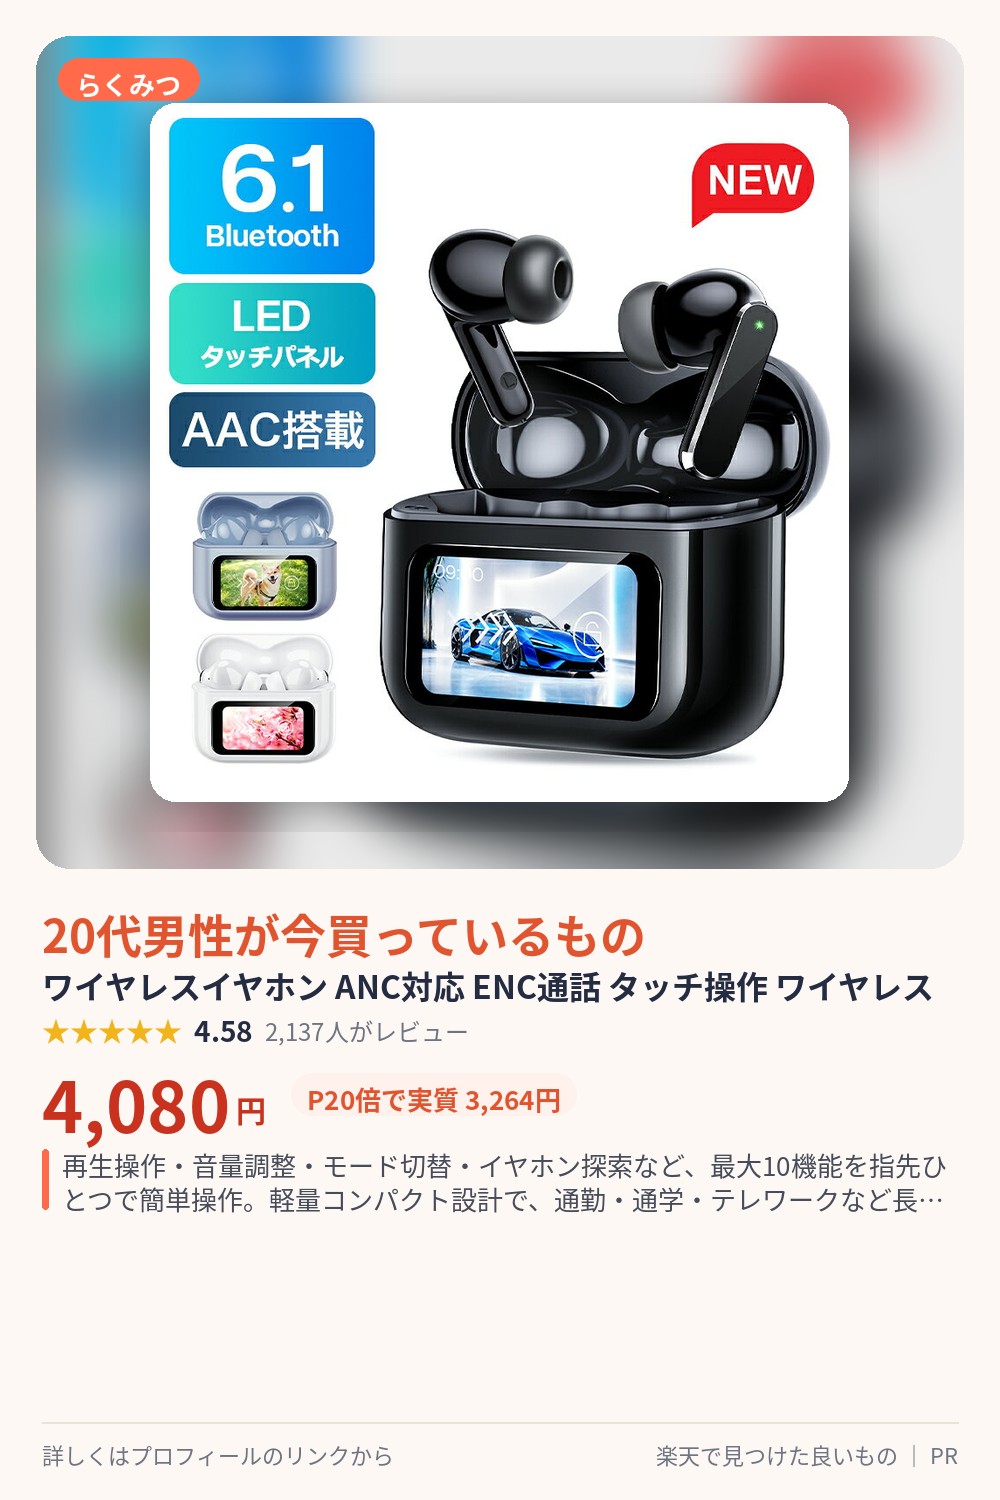 らくみつ
6.1
Bluetooth
LED
タッチパネル
AAC搭載
NEW
09:00
20代男性が今買っているもの
ワイヤレスイヤホン ANC対応 ENC通話 タッチ操作 ワイヤレス
★★★★★ 4.58 2,137人がレビュー
4,080円 P20倍で実質 3,264円
再生操作・音量調整・モード切替・イヤホン探索など、最大10機能を指先ひ
とつで簡単操作。軽量コンパクト設計で、通勤・通学・テレワークなど長…
詳しくはプロフィールのリンクから
楽天で見つけた良いもの｜PR